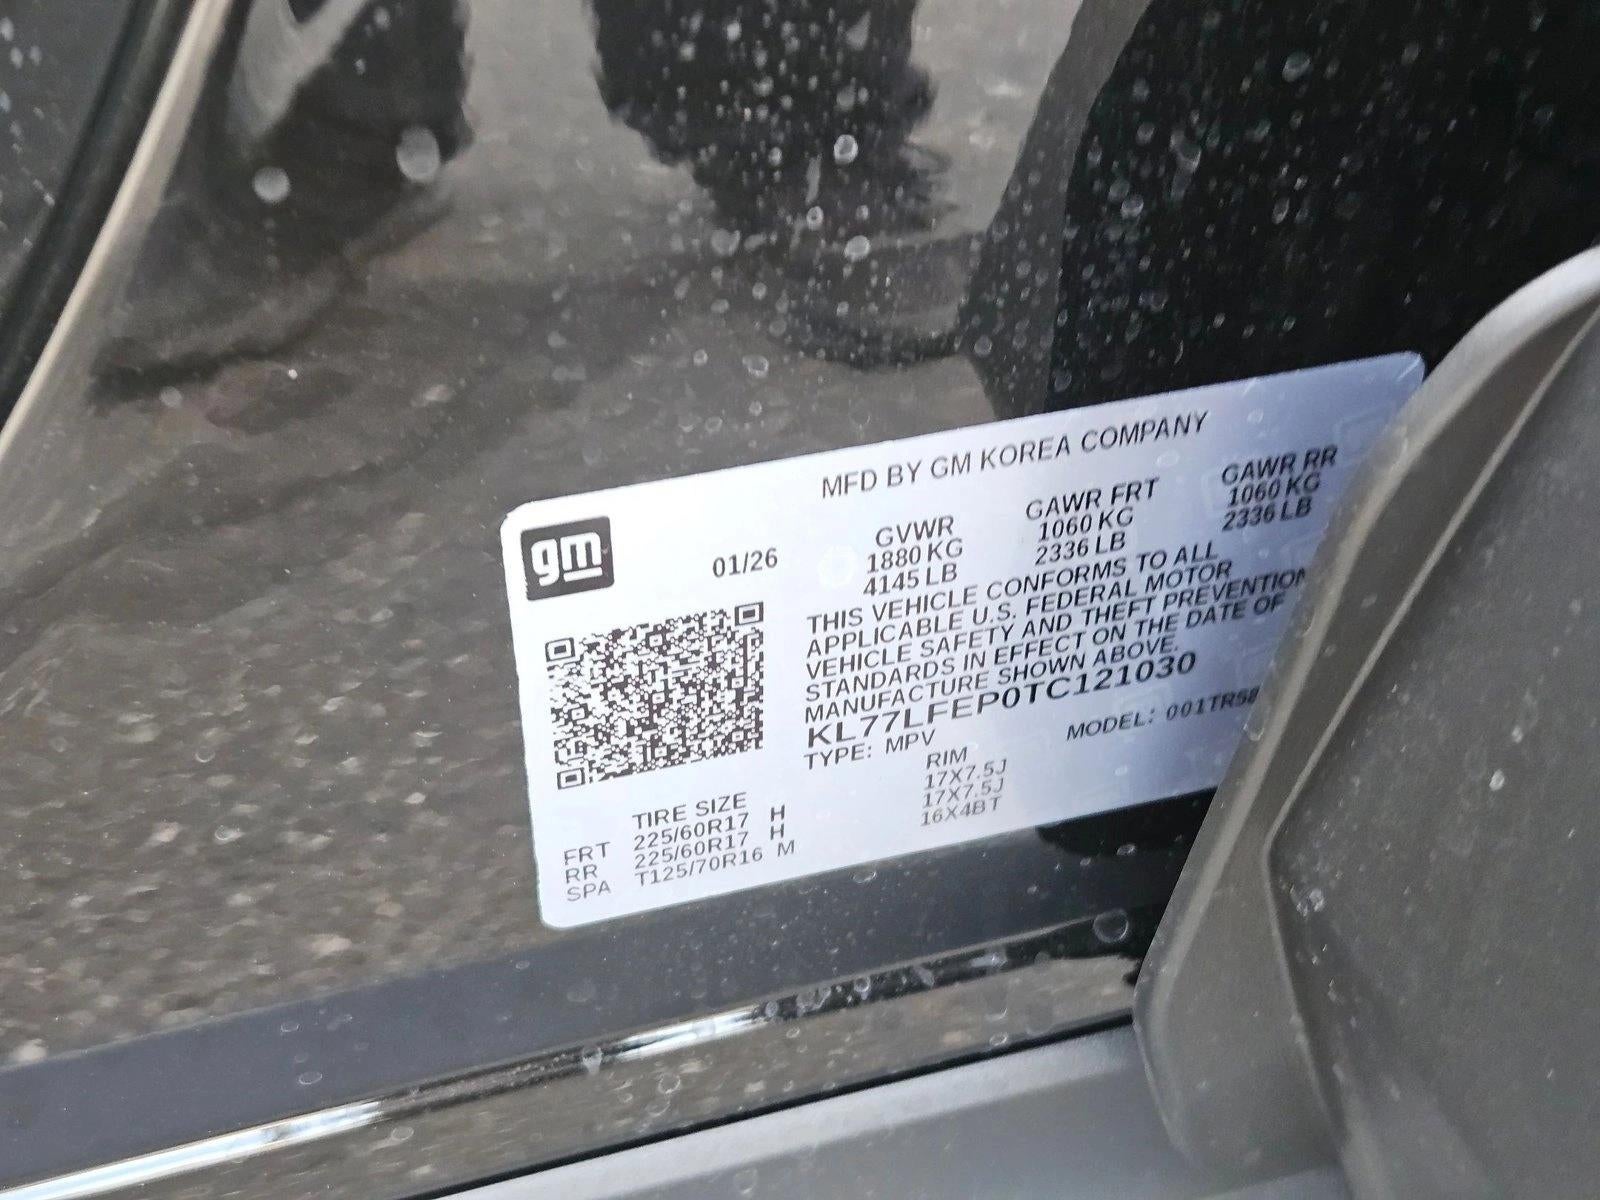 MFD BY GM KOREA COMPANY
gm
01/26
GVWR GAWR FRT GAWR RR
1880 KG 1060 KG 1060 KG
4145 LB 2336 LB 2336 LB
THIS VEHICLE CONFORMS TO ALL
APPLICABLE U.S. FEDERAL MOTOR
VEHICLE SAFETY AND THEFT PREVENTION
STANDARDS IN EFFECT ON THE DATE OF
MANUFACTURE SHOWN ABOVE.
KL77LFEP0TC121030
TYPE: MPV MODEL: 001TR58
TIRE SIZE RIM
FRT 225/60R17 H 17X7.5J
RR 225/60R17 H 17X7.5J
SPA T125/70R16 M 16X4BT